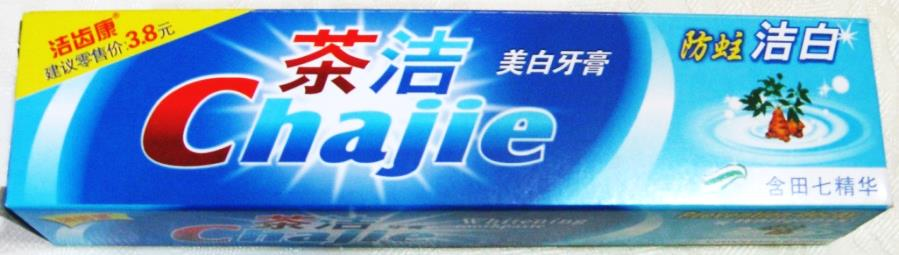 洁齿康
建议零售价:3.8元
茶洁
Chajie
美白牙膏
防蛀 洁白
含田七精华
茶洁
Chajie
Whitening